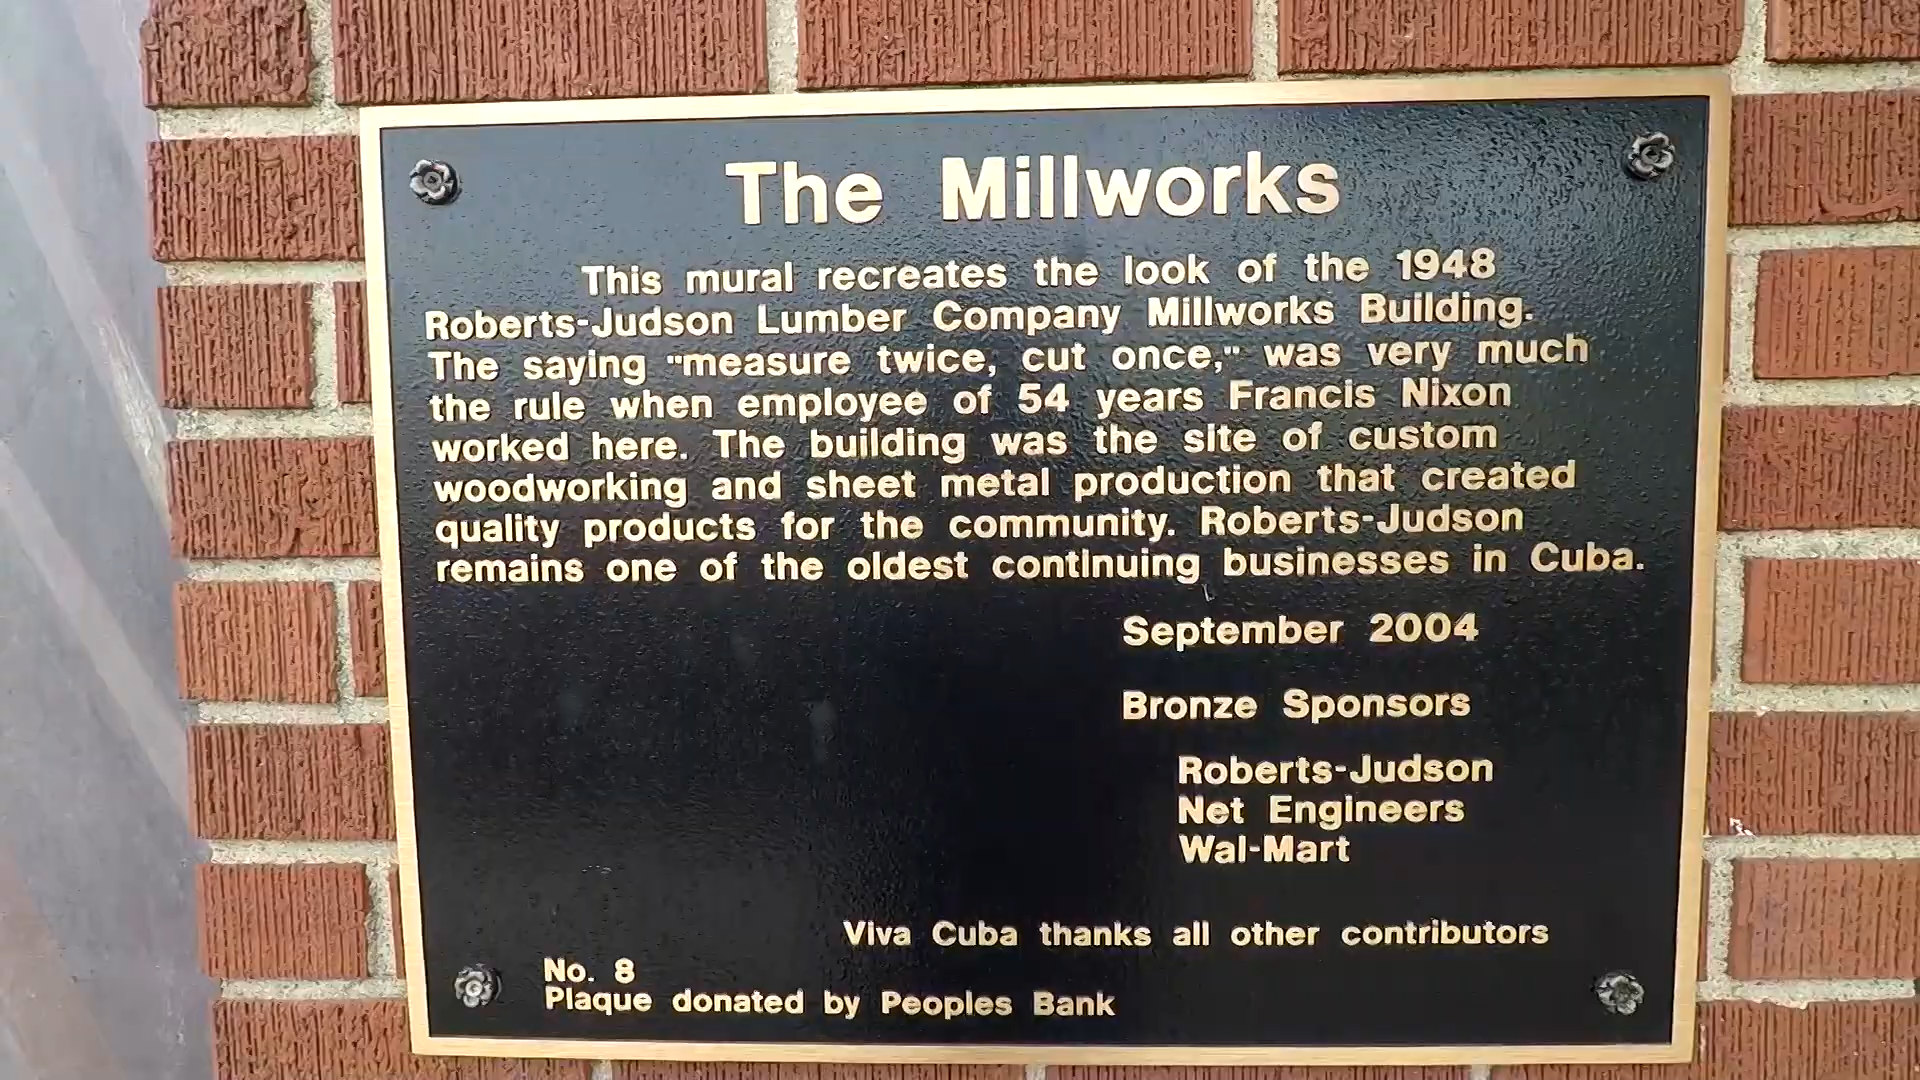 The Millworks
This mural recreates the look of the 1948
Roberts-Judson Lumber Company Millworks Building.
The saying "measure twice, cut once," was very much
the rule when employee of 54 years Francis Nixon
worked here. The building was the site of custom
woodworking and sheet metal production that created
quality products for the community. Roberts-Judson
remains one of the oldest continuing businesses in Cuba.
September 2004
Bronze Sponsors
Roberts-Judson
Net Engineers
Wal-Mart
Viva Cuba thanks all other contributors
No. 8
Plaque donated by Peoples Bank